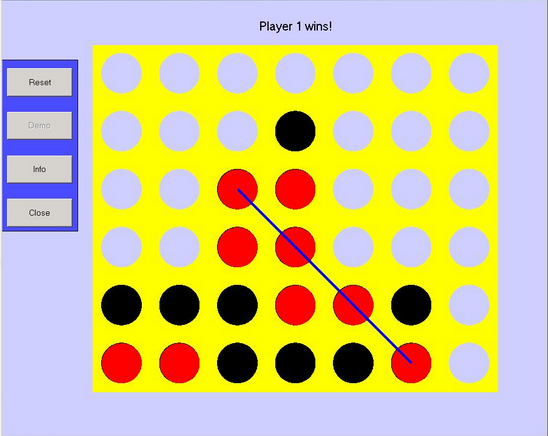 Player 1 wins!
Reset
Demo
Info
Close